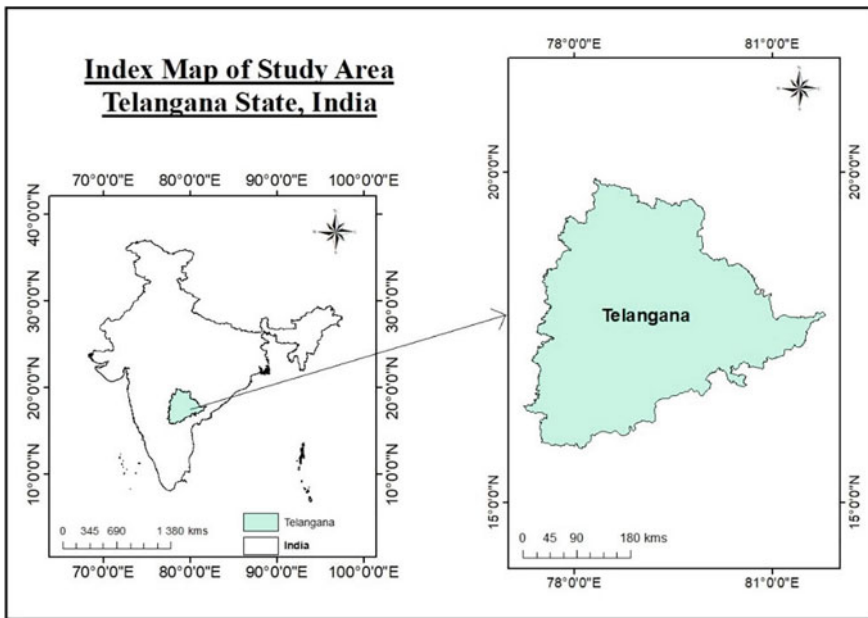 Index Map of Study Area
Telangana State, India
70°0'0"E 80°0'0"E 90°0'0"E 100°0'0"E
40°0'0"N
30°0'0"N
20°0'0"N
10°0'0"N
40°0'0"N
30°0'0"N
20°0'0"N
10°0'0"N
0 345 690 1 380 kms
Telangana
India
70°0'0"E 80°0'0"E 90°0'0"E 100°0'0"E
78°0'0"E 81°0'0"E
20°0'0"N
15°0'0"N
20°0'0"N
15°0'0"N
Telangana
0 45 90 180 kms
78°0'0"E 81°0'0"E